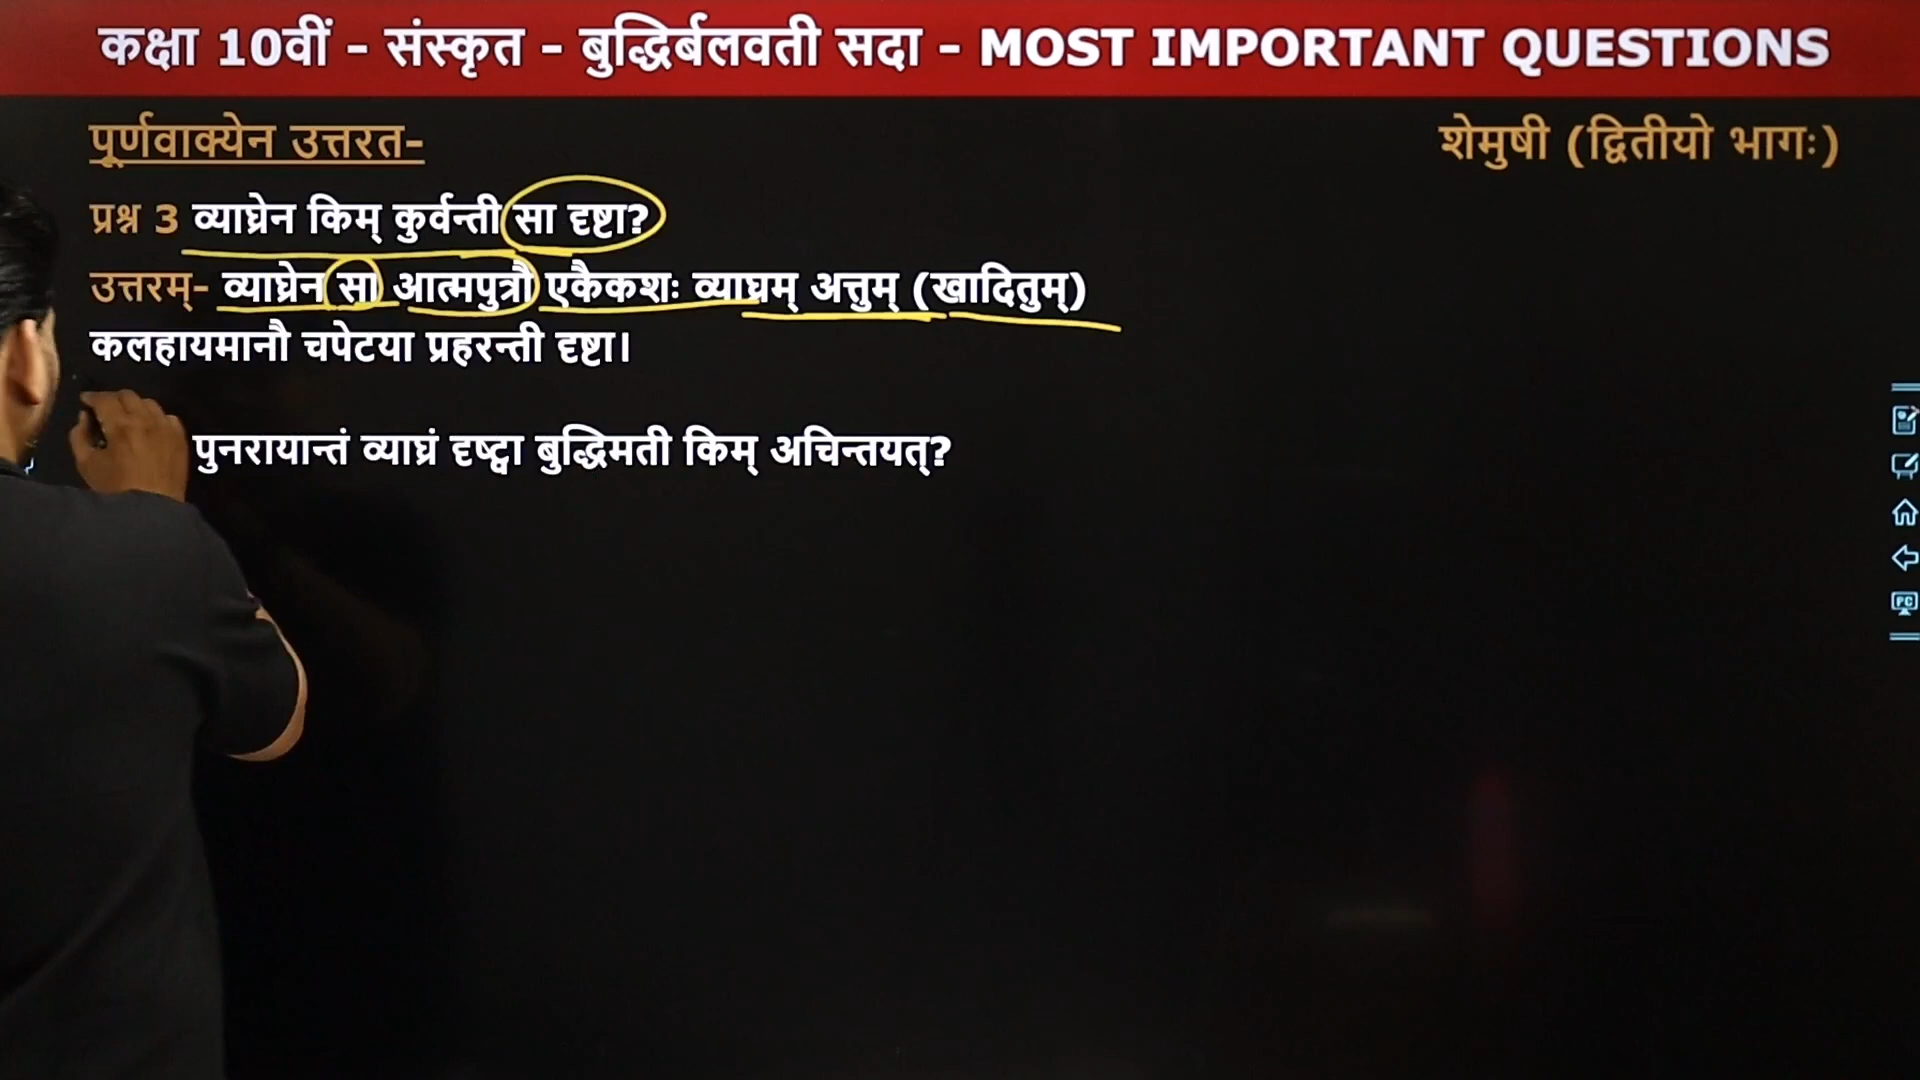 कक्षा 10वीं - संस्कृत - बुद्धिर्बलवती सदा - MOST IMPORTANT QUESTIONS
पूर्णवाक्येन उत्तरत-
शेमुषी (द्वितीयो भागः)
प्रश्न 3 व्याघ्रेन किम् कुर्वन्ती सा दृष्टा?
उत्तरम्- व्याघ्रेन सा आत्मपुत्रौ एकैकशः व्याघ्रम् अत्तुम् (खादितुम्)
कलहायमानौ चपेटया प्रहरन्ती दृष्टा।
पुनरायान्तं व्याघ्रं दृष्ट्वा बुद्धिमती किम् अचिन्तयत्?
PC